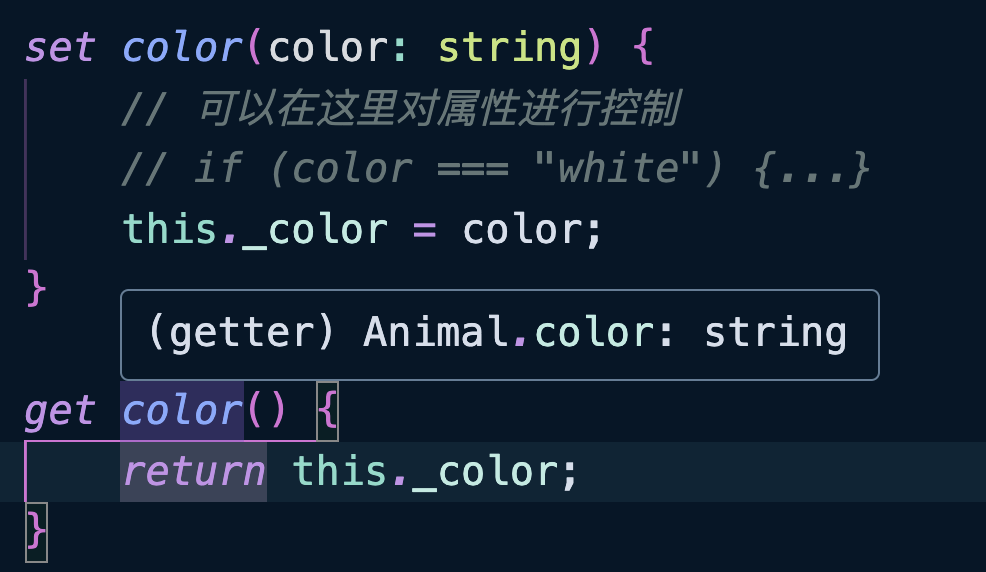 set color(color: string) {
// 可以在这里对属性进行控制
// if (color === "white") {...}
this._color = color;
}
(getter) Animal.color: string
get color() {
return this._color;
}